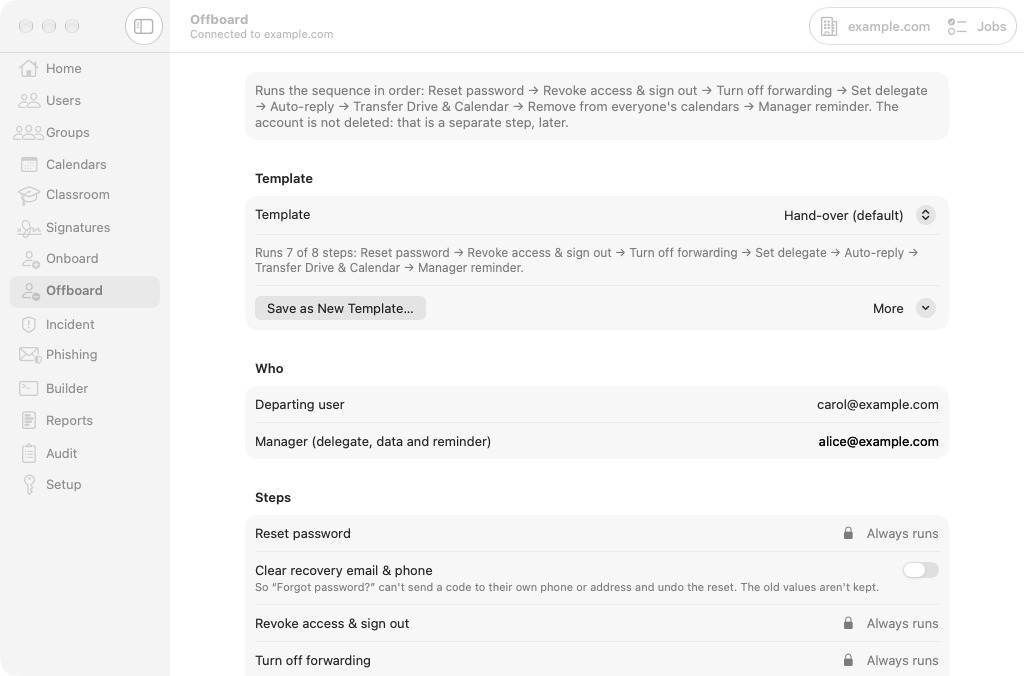 Offboard
Connected to example.com
example.com
Jobs
Home
Users
Groups
Calendars
Classroom
Signatures
Onboard
Offboard
Incident
Phishing
Builder
Reports
Audit
Setup
Runs the sequence in order: Reset password → Revoke access & sign out → Turn off forwarding → Set delegate
→ Auto-reply → Transfer Drive & Calendar → Remove from everyone's calendars → Manager reminder. The
account is not deleted: that is a separate step, later.
Template
Template
Hand-over (default)
Runs 7 of 8 steps: Reset password → Revoke access & sign out → Turn off forwarding → Set delegate → Auto-reply →
Transfer Drive & Calendar → Manager reminder.
Save as New Template...
More
Who
Departing user
carol@example.com
Manager (delegate, data and reminder)
alice@example.com
Steps
Reset password
Always runs
Clear recovery email & phone
So “Forgot password?” can't send a code to their own phone or address and undo the reset. The old values aren't kept.
Revoke access & sign out
Always runs
Turn off forwarding
Always runs